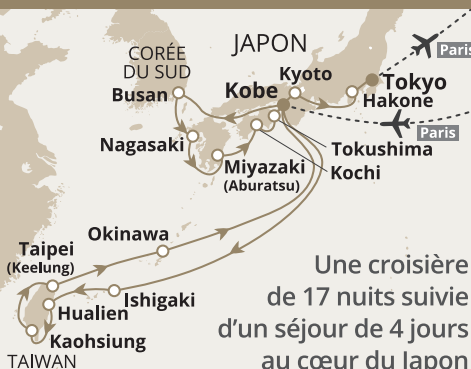 CORÉE
DU SUD
JAPON
Paris
Busan
Kobe
Kyoto
Tokyo
Hakone
Paris
Nagasaki
Tokushima
Miyazaki
(Aburatsu)
Kochi
Okinawa
Taipei
(Keelung)
Ishigaki
Hualien
Kaohsiung
TAIWAN
Une croisière
de 17 nuits suivie
d'un séjour de 4 jours
au cœur du Japon